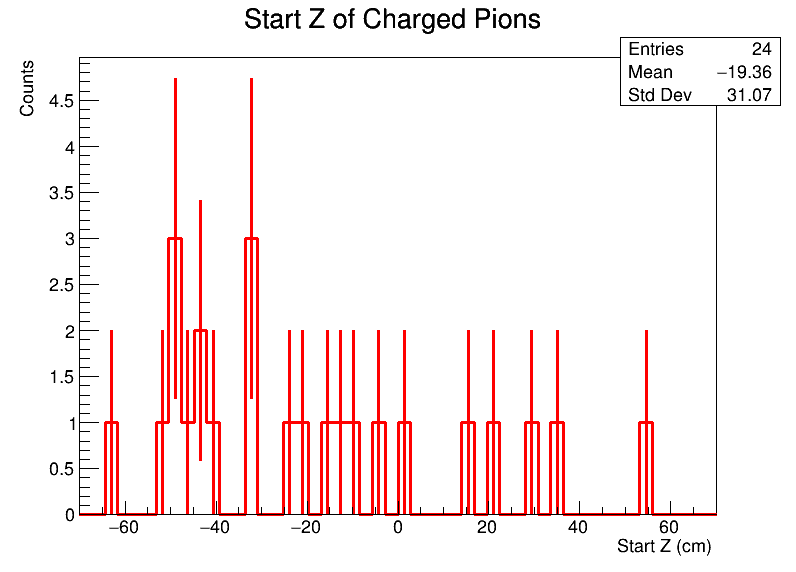 Start Z of Charged Pions
Entries 24
Mean −19.36
Std Dev 31.07
Counts
4.5
4
3.5
3
2.5
2
1.5
1
0.5
0
−60 −40 −20 0 20 40 60
Start Z (cm)